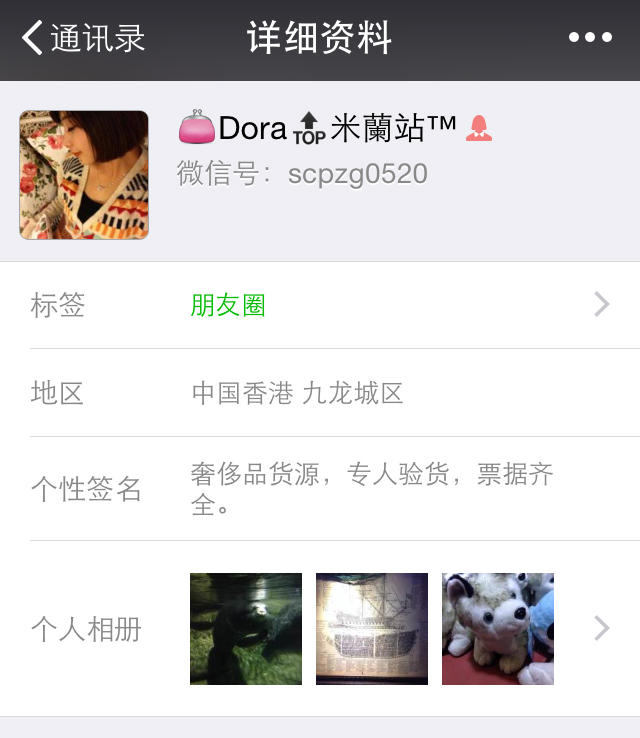 通讯录 详细资料
Dora TOP 米蘭站™
微信号：scpzg0520
标签 朋友圈
地区 中国香港 九龙城区
个性签名 奢侈品货源，专人验货，票据齐
全。
个人相册